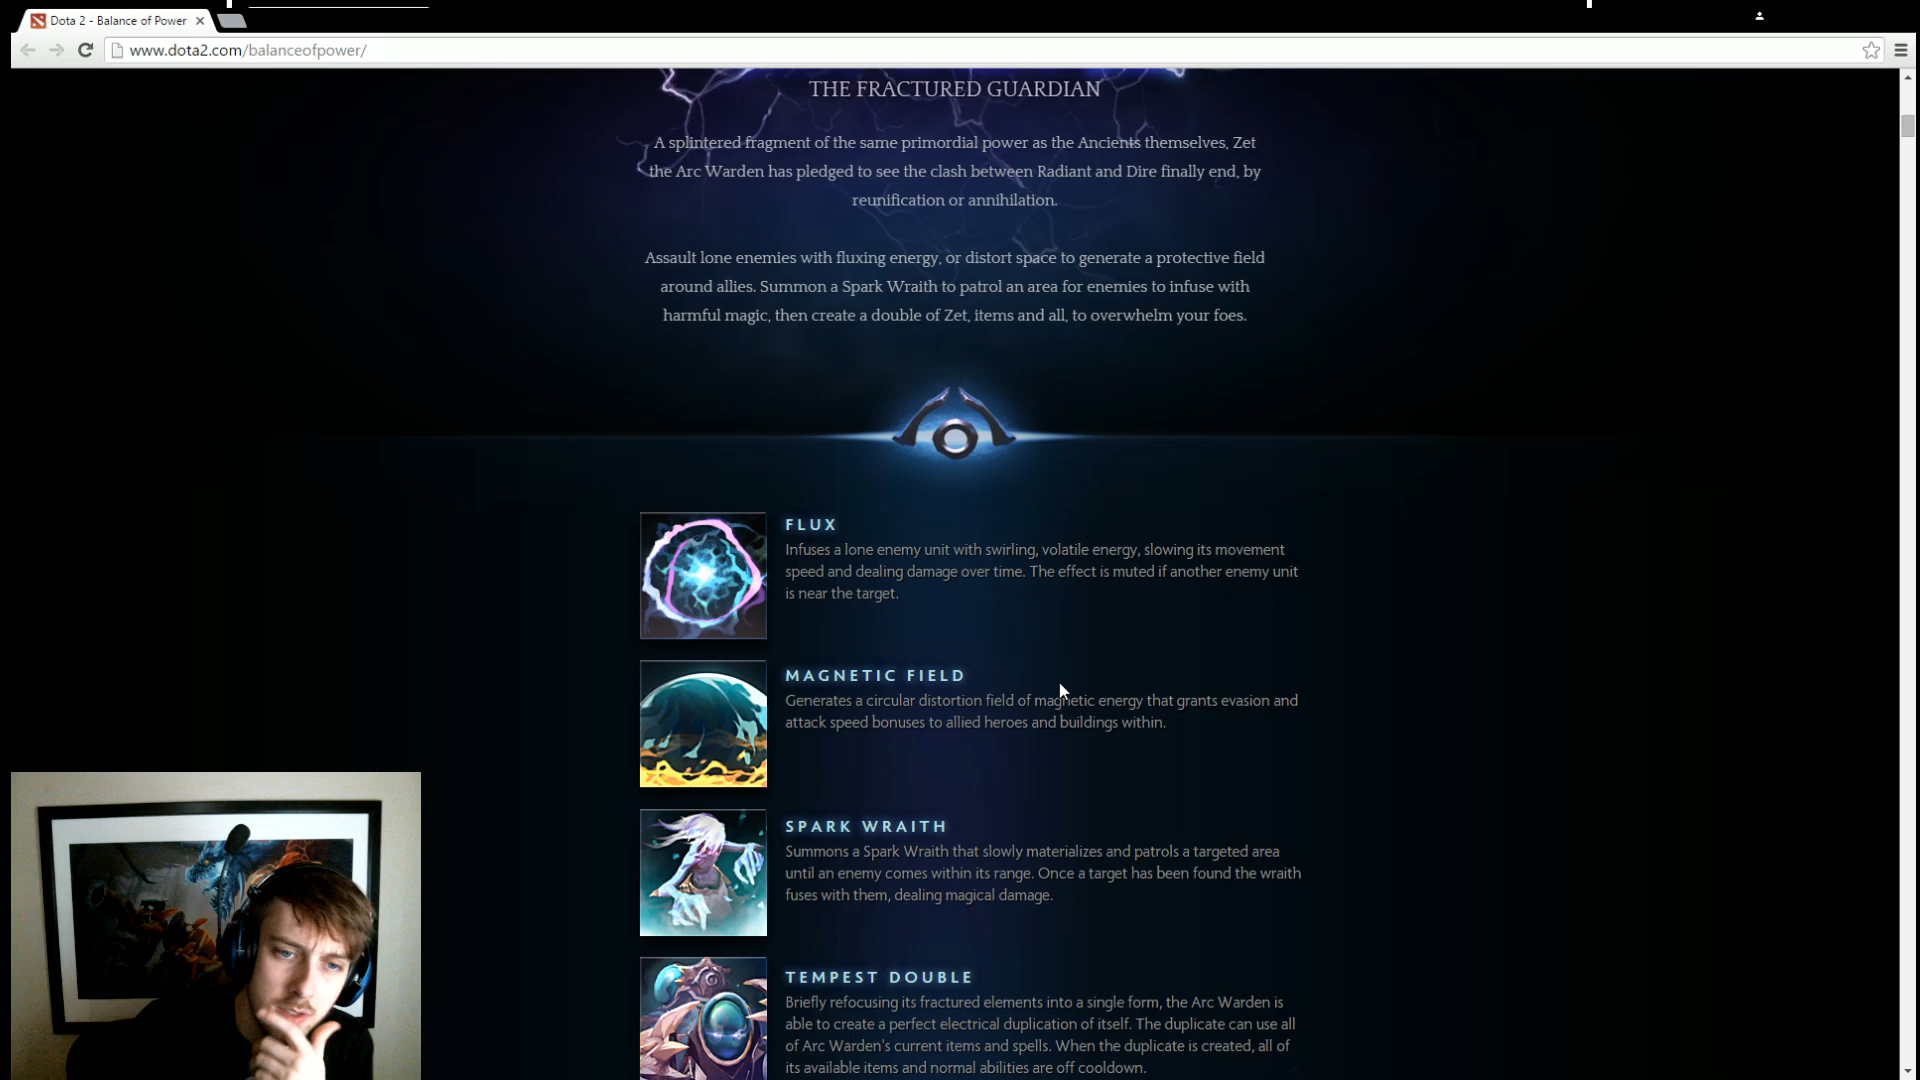 Dota 2 - Balance of Power
www.dota2.com/balanceofpower/
THE FRACTURED GUARDIAN
A splintered fragment of the same primordial power as the Ancients themselves, Zet
the Arc Warden has pledged to see the clash between Radiant and Dire finally end, by
reunification or annihilation.
Assault lone enemies with fluxing energy, or distort space to generate a protective field
around allies. Summon a Spark Wraith to patrol an area for enemies to infuse with
harmful magic, then create a double of Zet, items and all, to overwhelm your foes.
FLUX
Infuses a lone enemy unit with swirling, volatile energy, slowing its movement
speed and dealing damage over time. The effect is muted if another enemy unit
is near the target.
MAGNETIC FIELD
Generates a circular distortion field of magnetic energy that grants evasion and
attack speed bonuses to allied heroes and buildings within.
SPARK WRAITH
Summons a Spark Wraith that slowly materializes and patrols a targeted area
until an enemy comes within its range. Once a target has been found the wraith
fuses with them, dealing magical damage.
TEMPEST DOUBLE
Briefly refocusing its fractured elements into a single form, the Arc Warden is
able to create a perfect electrical duplication of itself. The duplicate can use all
of Arc Warden's current items and spells. When the duplicate is created, all of
its available items and normal abilities are off cooldown.